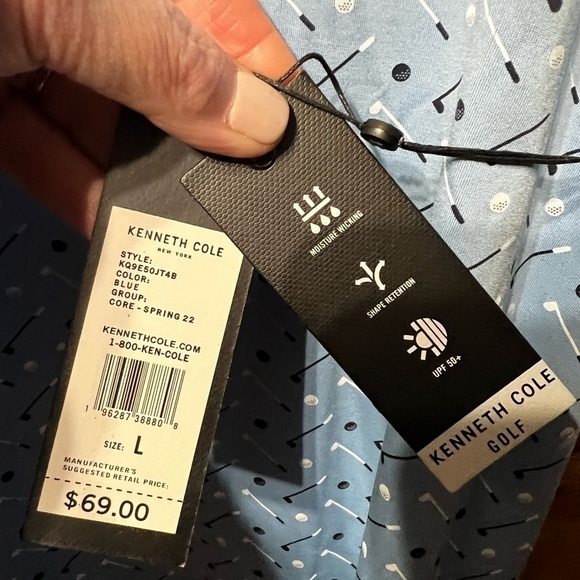 KENNETH COLE
NEW YORK
STYLE:
KQ9E50JT4B
COLOR:
BLUE
GROUP:
CORE - SPRING 22
KENNETHCOLE.COM
1-800-KEN-COLE
1 96287 38880 8
SIZE: L
MANUFACTURER'S
SUGGESTED RETAIL PRICE:
$69.00
MOISTURE WICKING
SHAPE RETENTION
UPF 50+
KENNETH COLE
GOLF